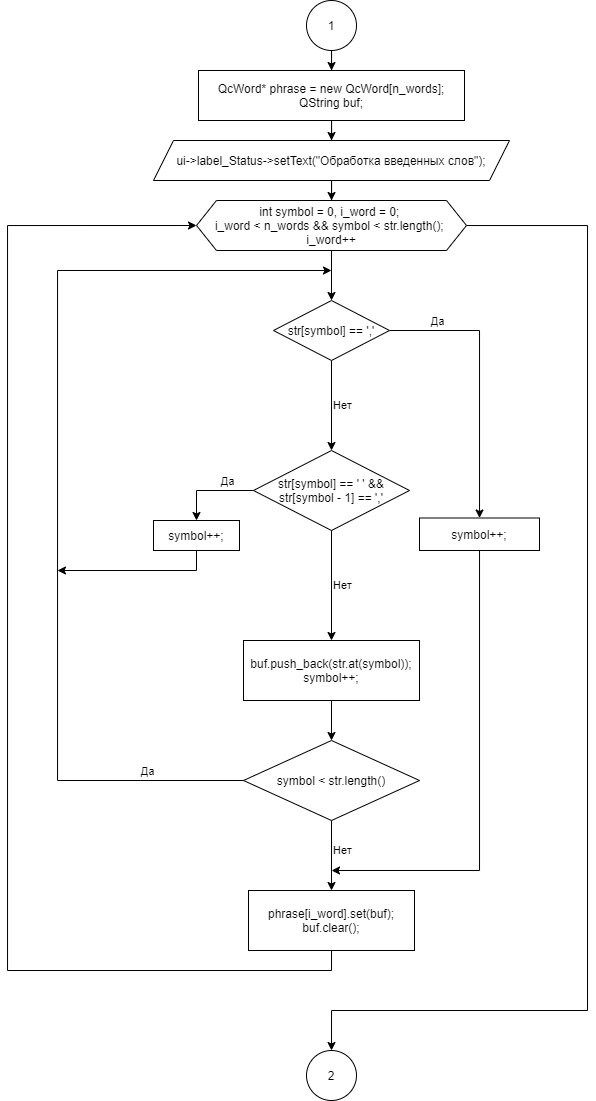 1
QcWord* phrase = new QcWord[n_words];
QString buf;
ui->label_Status->setText("Обработка введенных слов");
int symbol = 0, i_word = 0;
i_word < n_words && symbol < str.length();
i_word++
str[symbol] == ','
Да
Нет
str[symbol] == ' ' &&
str[symbol - 1] == ','
Да
symbol++;
symbol++;
Нет
buf.push_back(str.at(symbol));
symbol++;
symbol < str.length()
Да
Нет
phrase[i_word].set(buf);
buf.clear();
2